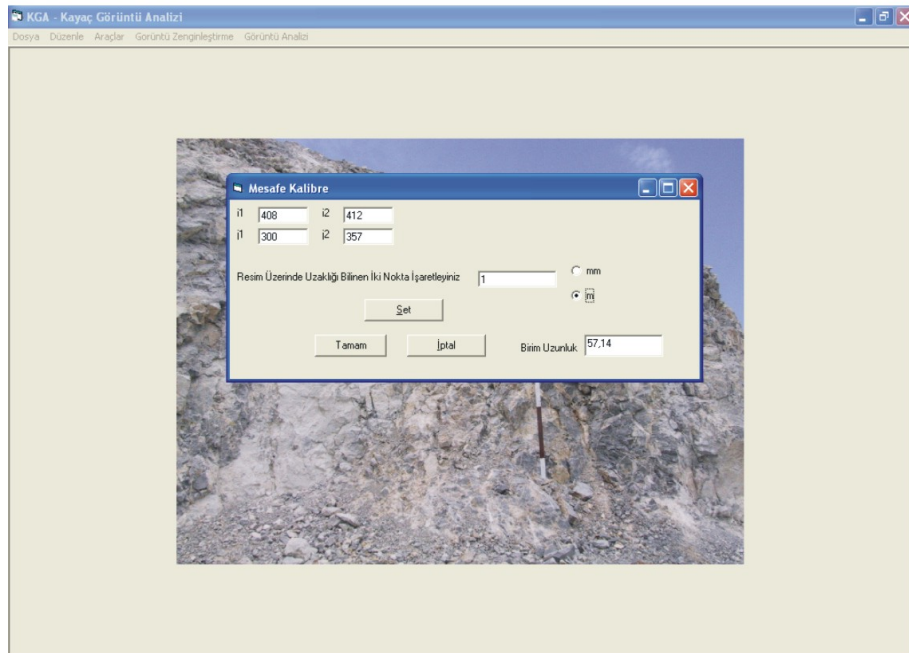 KGA - Kayaç Görüntü Analizi
Dosya Düzenle Araçlar Goruntü Zenginleştirme Görüntü Analizi
Mesafe Kalibre
i1 408 i2 412
j1 300 j2 357
Resim Üzerinde Uzaklığı Bilinen İki Nokta İşaretleyiniz 1 mm
m
Set
Tamam İptal Birim Uzunluk 57,14